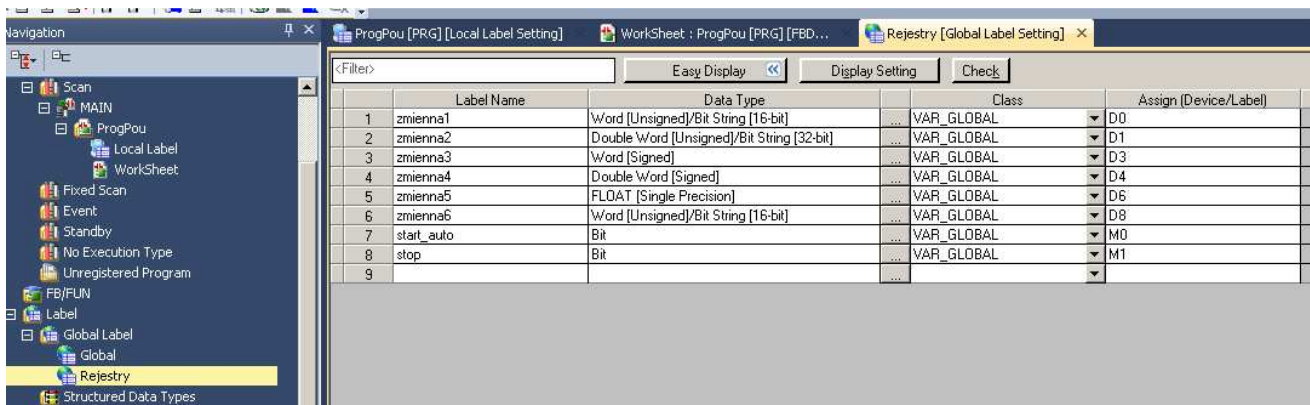 Navigation
Scan
MAIN
ProgPou
Local Label
WorkSheet
Fixed Scan
Event
Standby
No Execution Type
Unregistered Program
FB/FUN
Label
Global Label
Global
Rejestry
Structured Data Types
ProgPou [PRG] [Local Label Setting] WorkSheet : ProgPou [PRG] [FBD... Rejestry [Global Label Setting]
<Filter> Easy Display Display Setting Check
Label Name Data Type Class Assign (Device/Label)
1 zmienna1 Word [Unsigned]/Bit String [16-bit] ... VAR_GLOBAL D0
2 zmienna2 Double Word [Unsigned]/Bit String [32-bit] ... VAR_GLOBAL D1
3 zmienna3 Word [Signed] ... VAR_GLOBAL D3
4 zmienna4 Double Word [Signed] ... VAR_GLOBAL D4
5 zmienna5 FLOAT [Single Precision] ... VAR_GLOBAL D6
6 zmienna6 Word [Unsigned]/Bit String [16-bit] ... VAR_GLOBAL D8
7 start_auto Bit ... VAR_GLOBAL M0
8 stop Bit ... VAR_GLOBAL M1
9 ...